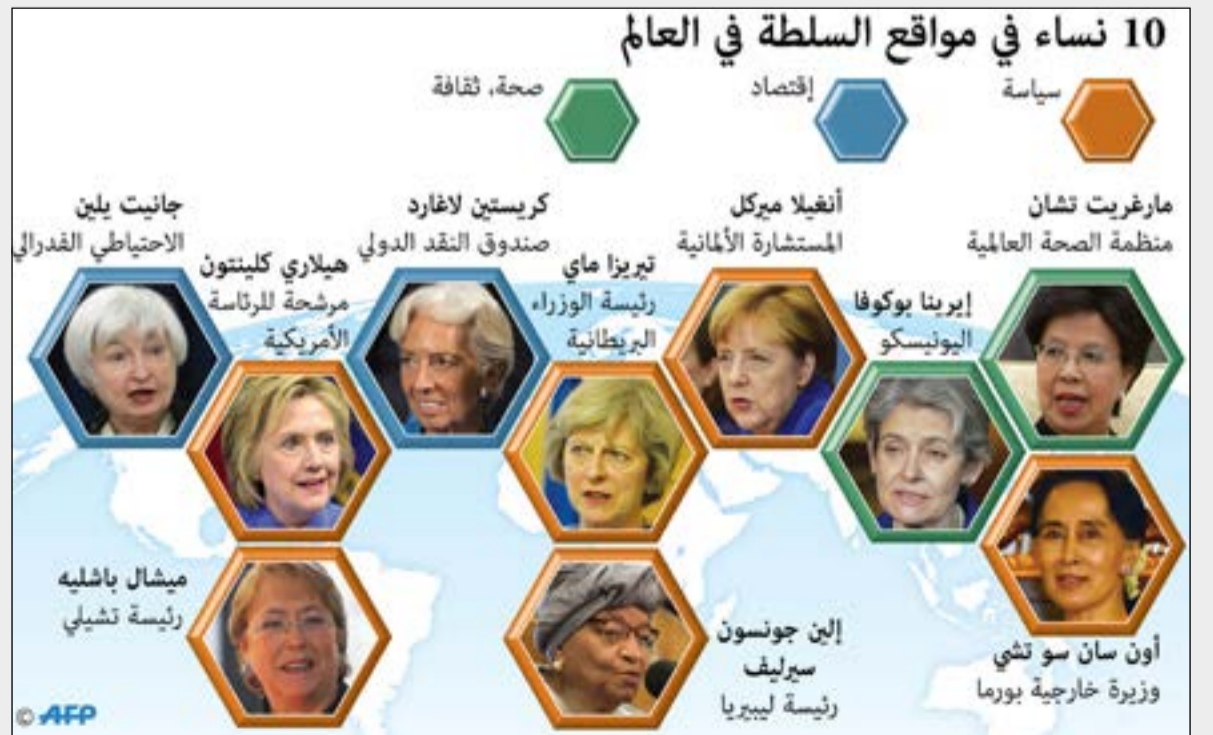 10 نساء في مواقع السلطة في العالم
سياسة
إقتصاد
صحة، ثقافة
مارغريت تشان
منظمة الصحة العالمية
أنغيلا ميركل
المستشارة الألمانية
كريستين لاغارد
صندوق النقد الدولي
جانيت يلين
الاحتياطي الفدرالي
إيرينا بوكوفا
اليونيسكو
تيريزا ماي
رئيسة الوزراء
البريطانية
هيلاري كلينتون
مرشحة للرئاسة
الأمريكية
أون سان سو تشي
وزيرة خارجية بورما
إلين جونسون
سيرليف
رئيسة ليبيريا
ميشال باشليه
رئيسة تشيلي
© AFP